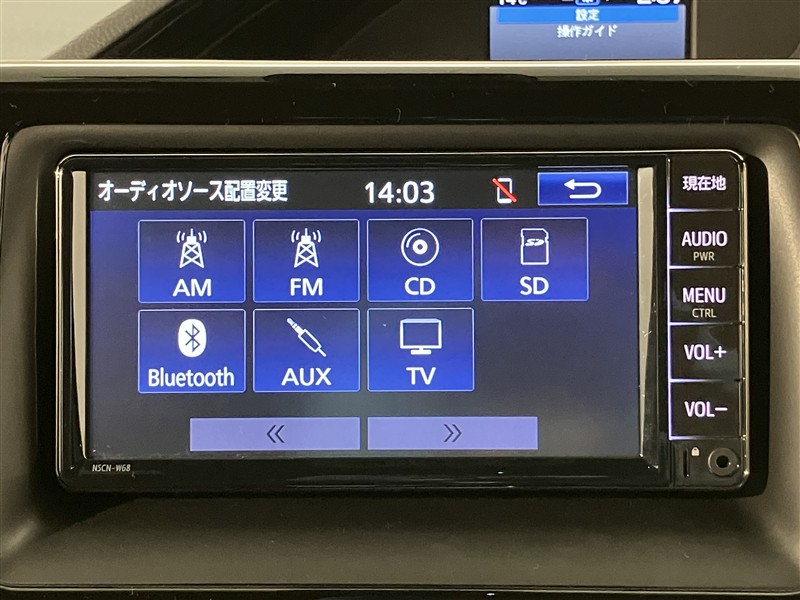 設定
操作ガイド
オーディオソース配置変更
14:03
現在地
AUDIO
PWR
AM
FM
CD
SD
MENU
CTRL
VOL+
Bluetooth
AUX
TV
VOL-
<<
>>
NSCN-W68